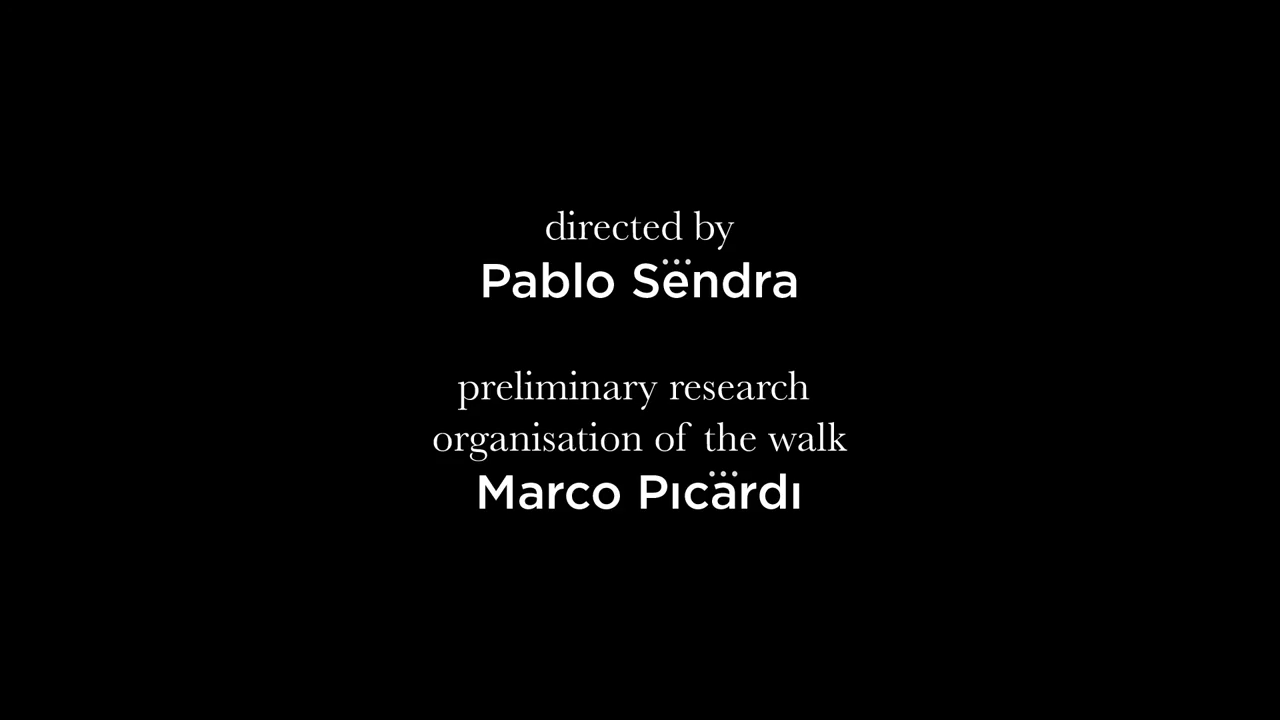 directed by
Pablo Sëndra
preliminary research
organisation of the walk
Marco Pıcärdı